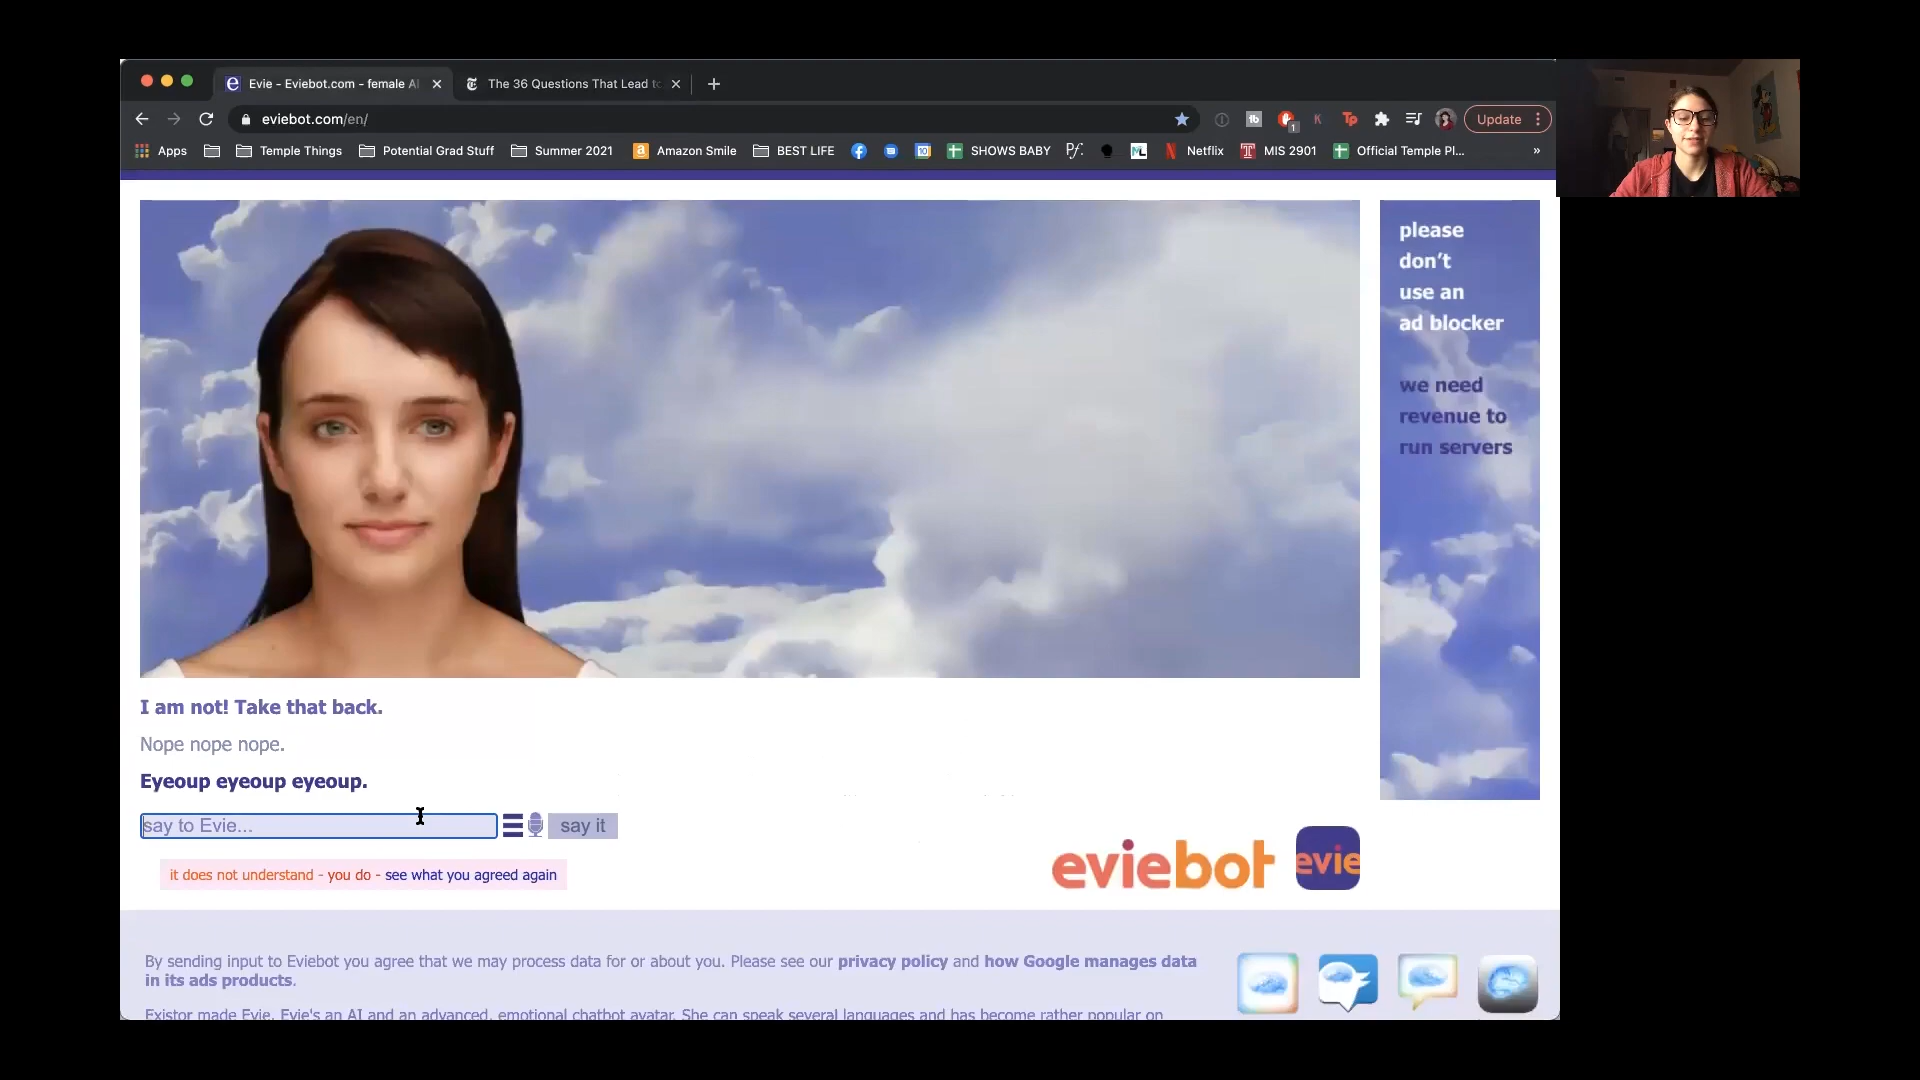 Evie - Eviebot.com - female AI
The 36 Questions That Lead to
eviebot.com/en/
Update
Apps
Temple Things
Potential Grad Stuff
Summer 2021
Amazon Smile
BEST LIFE
SHOWS BABY
Netflix
MIS 2901
Official Temple Pl...
»
please
don't
use an
ad blocker
we need
revenue to
run servers
I am not! Take that back.
Nope nope nope.
Eyeoup eyeoup eyeoup.
say to Evie...
say it
it does not understand - you do - see what you agreed again
eviebot
evie
By sending input to Eviebot you agree that we may process data for or about you. Please see our privacy policy and how Google manages data
in its ads products.
Existor made Evie. Evie's an AI and an advanced, emotional chatbot avatar. She can speak several languages and has become rather popular on